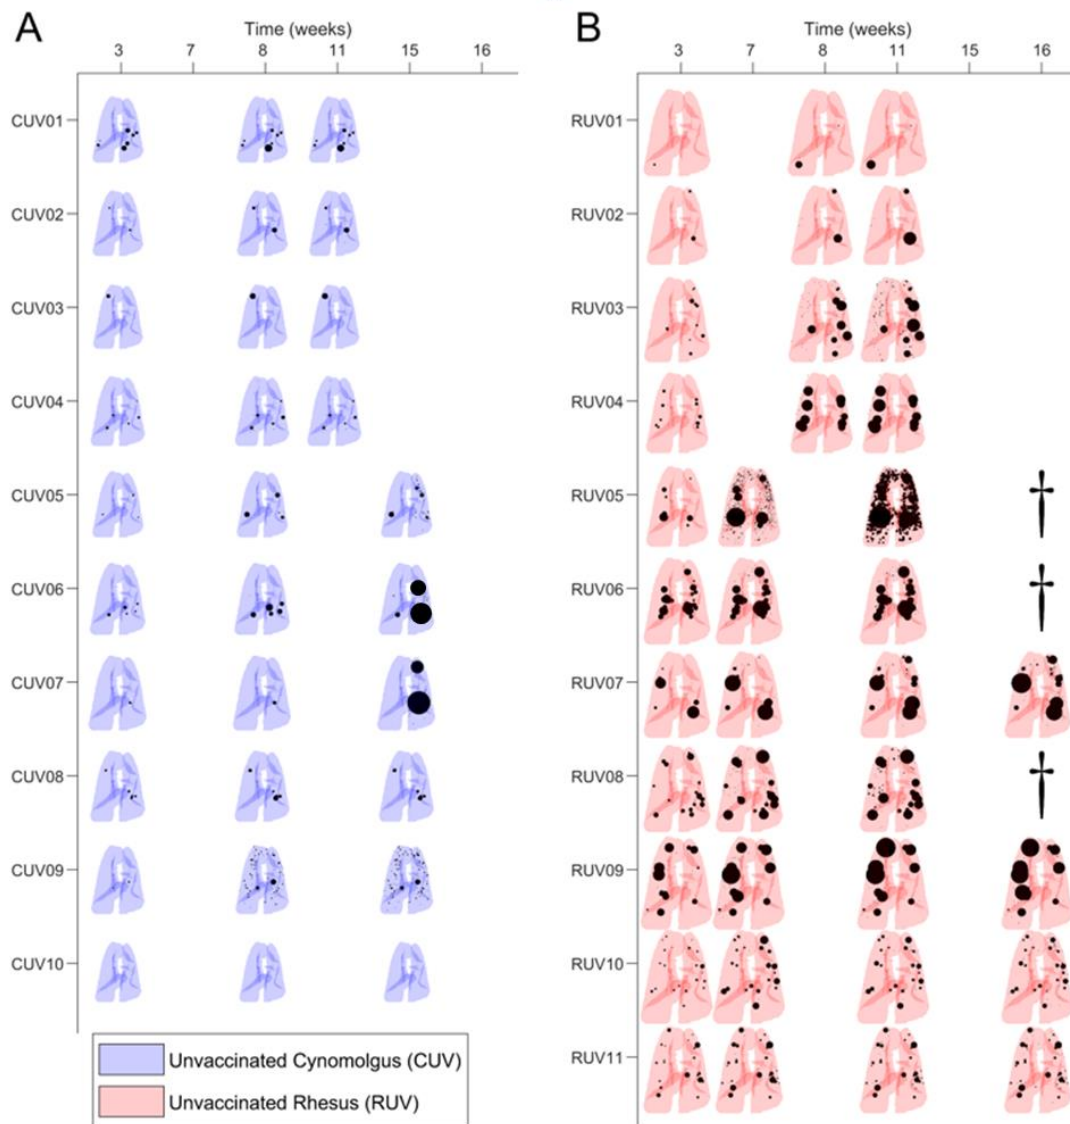 A
Time (weeks)
3 7 8 11 15 16
CUV01
CUV02
CUV03
CUV04
CUV05
CUV06
CUV07
CUV08
CUV09
CUV10
Unvaccinated Cynomolgus (CUV)
Unvaccinated Rhesus (RUV)
B
Time (weeks)
3 7 8 11 15 16
RUV01
RUV02
RUV03
RUV04
RUV05
RUV06
RUV07
RUV08
RUV09
RUV10
RUV11